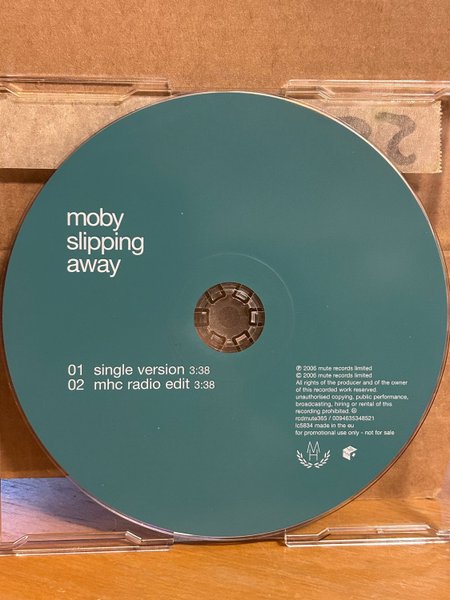 moby
slipping
away
01 single version 3:38
02 mhc radio edit 3:38
℗ 2006 mute records limited
© 2006 mute records limited
All rights of the producer and of the owner
of this recorded work reserved.
unauthorised copying, public performance,
broadcasting, hiring or rental of this
recording prohibited.
rcdmute365 / 0094635348521
lc5834 made in the eu
for promotional use only - not for sale